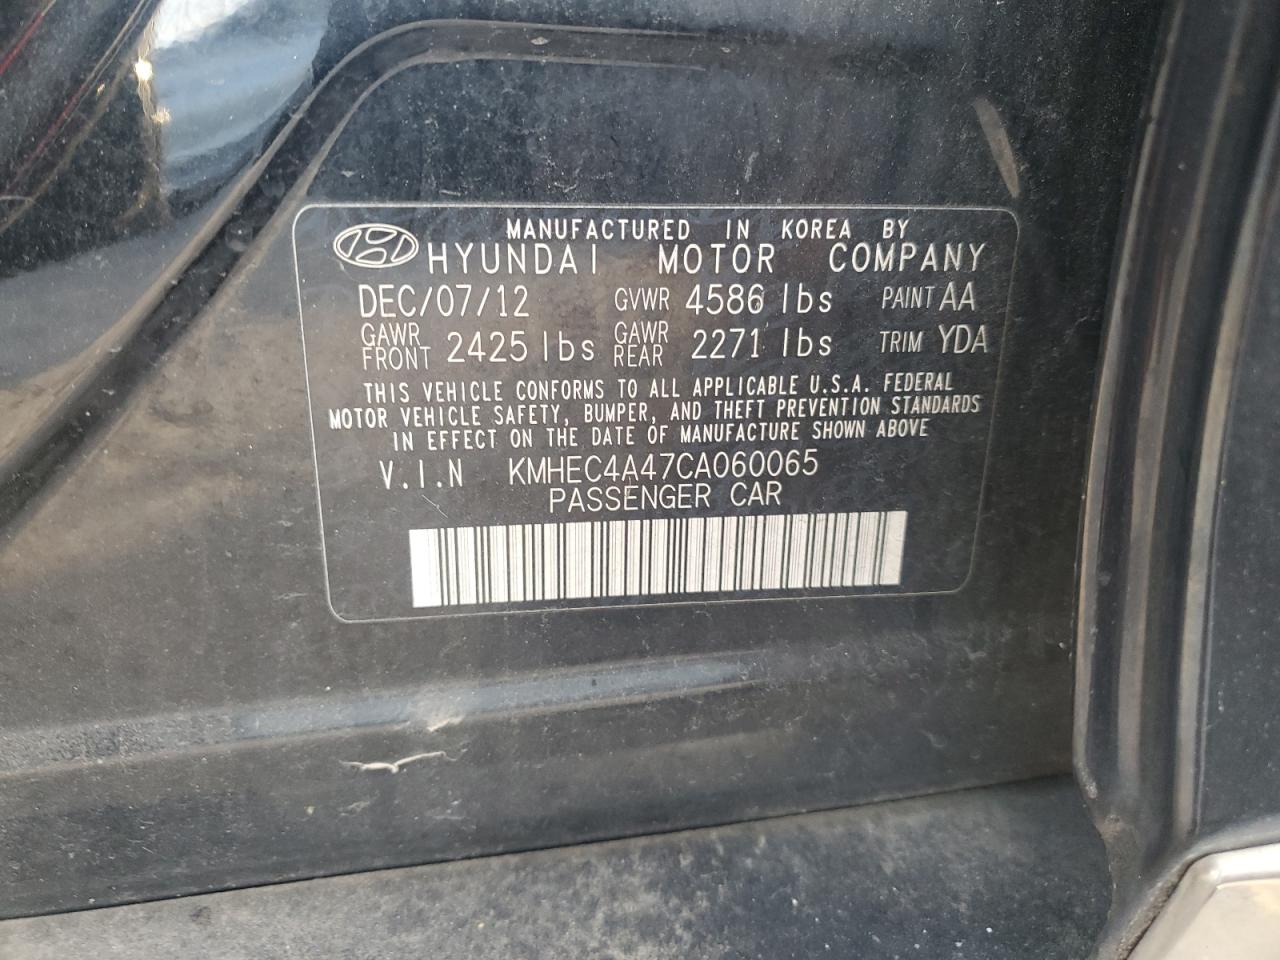 MANUFACTURED IN KOREA BY
HYUNDAI MOTOR COMPANY
DEC/07/12 GVWR 4586 lbs PAINT AA
GAWR FRONT 2425 lbs GAWR REAR 2271 lbs TRIM YDA
THIS VEHICLE CONFORMS TO ALL APPLICABLE U.S.A. FEDERAL
MOTOR VEHICLE SAFETY, BUMPER, AND THEFT PREVENTION STANDARDS
IN EFFECT ON THE DATE OF MANUFACTURE SHOWN ABOVE
V.I.N KMHEC4A47CA060065
PASSENGER CAR